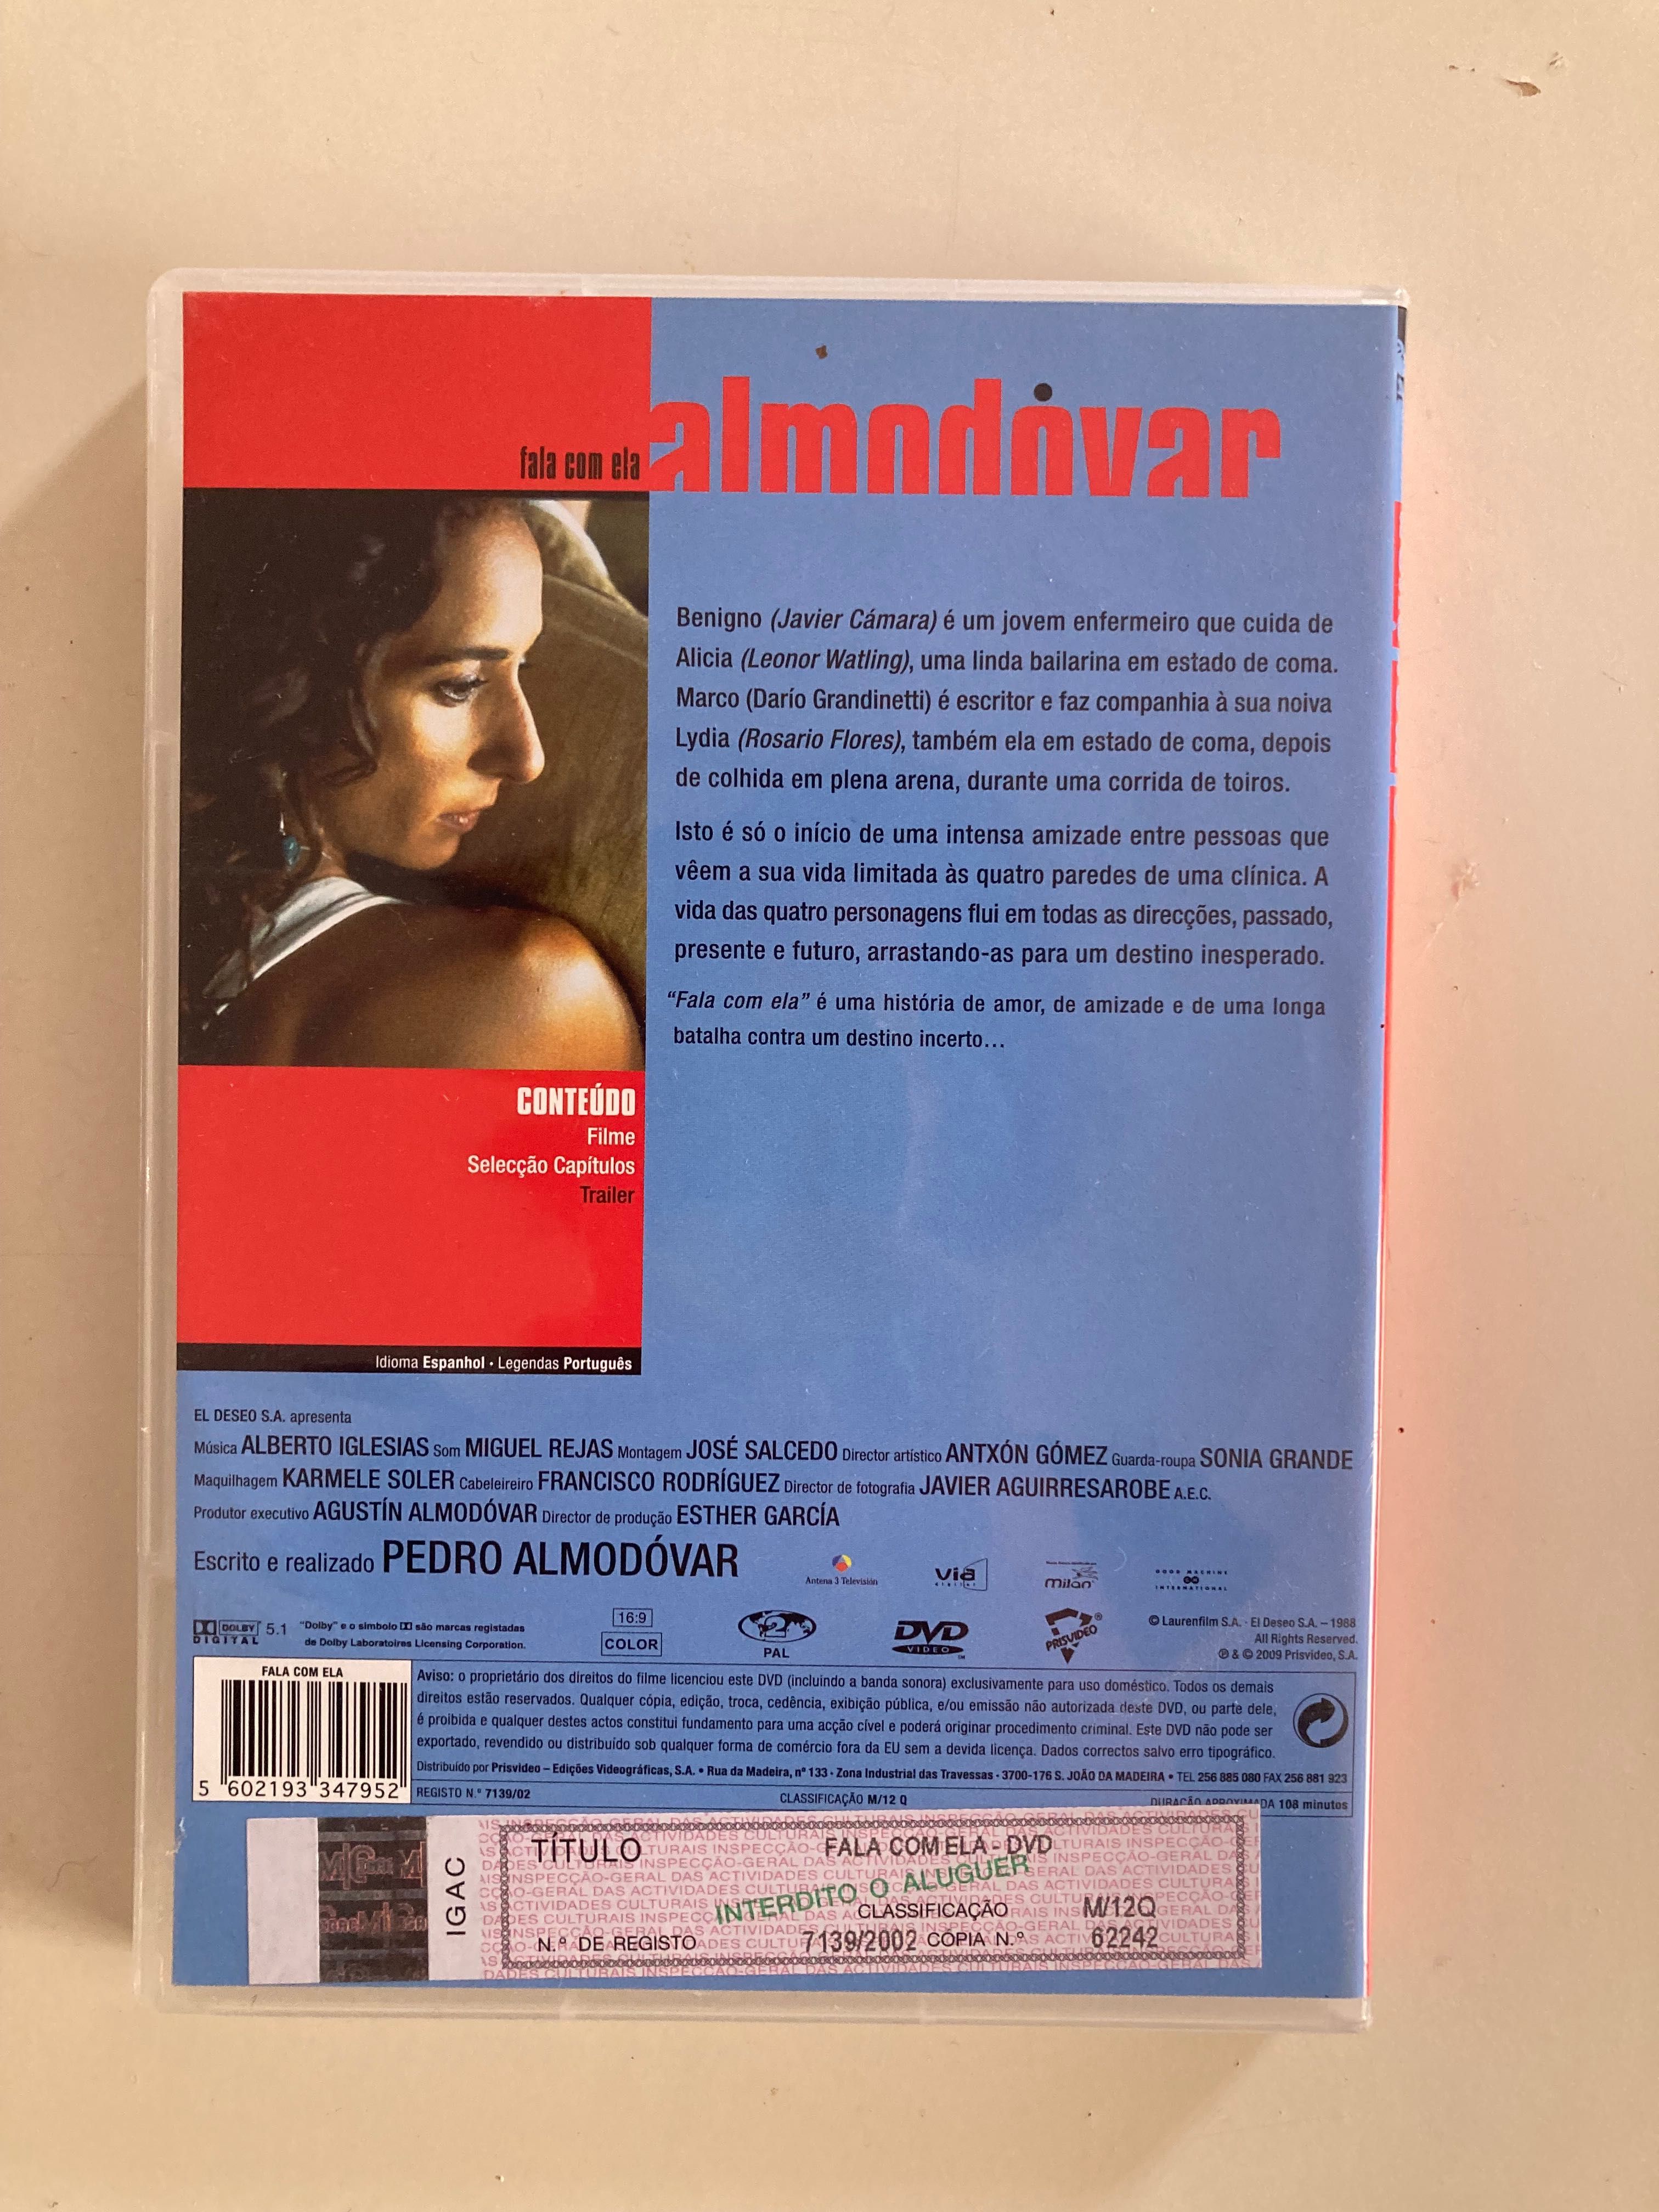 almodóvar
fala com ela
Benigno (Javier Cámara) é um jovem enfermeiro que cuida de
Alicia (Leonor Watling), uma linda bailarina em estado de coma.
Marco (Darío Grandinetti) é escritor e faz companhia à sua noiva
Lydia (Rosario Flores), também ela em estado de coma, depois
de colhida em plena arena, durante uma corrida de toiros.
Isto é só o início de uma intensa amizade entre pessoas que
vêem a sua vida limitada às quatro paredes de uma clínica. A
vida das quatro personagens flui em todas as direcções, passado,
presente e futuro, arrastando-as para um destino inesperado.
“Fala com ela” é uma história de amor, de amizade e de uma longa
batalha contra um destino incerto...
CONTEÚDO
Filme
Selecção Capítulos
Trailer
Idioma Espanhol • Legendas Português
EL DESEO S.A. apresenta
Música ALBERTO IGLESIAS Som MIGUEL REJAS Montagem JOSÉ SALCEDO Director artístico ANTXÓN GÓMEZ Guarda-roupa SONIA GRANDE
Maquilhagem KARMELE SOLER Cabeleireiro FRANCISCO RODRÍGUEZ Director de fotografia JAVIER AGUIRRESAROBE A.E.C.
Produtor executivo AGUSTÍN ALMODÓVAR Director de produção ESTHER GARCÍA
Escrito e realizado PEDRO ALMODÓVAR
Antena 3 Televisión
via digital
milan
GOOD MACHINE
INTERNATIONAL
DOLBY DIGITAL 5.1
"Dolby" e o simbolo são marcas registadas
de Dolby Laboratoires Licensing Corporation.
16:9
COLOR
2
PAL
DVD
VIDEO
PRISVIDEO
© Laurenfilm S.A. · El Deseo S.A. – 1988
All Rights Reserved.
℗ & © 2009 Prisvideo, S.A.
FALA COM ELA
5 602193 347952
Aviso: o proprietário dos direitos do filme licenciou este DVD (incluindo a banda sonora) exclusivamente para uso doméstico. Todos os demais
direitos estão reservados. Qualquer cópia, edição, troca, cedência, exibição pública, e/ou emissão não autorizada deste DVD, ou parte dele,
é proibida e qualquer destes actos constitui fundamento para uma acção cível e poderá originar procedimento criminal. Este DVD não pode ser
exportado, revendido ou distribuído sob qualquer forma de comércio fora da EU sem a devida licença. Dados correctos salvo erro tipográfico.
Distribuído por Prisvideo – Edições Videográficas, S.A. • Rua da Madeira, nº 133 · Zona Industrial das Travessas · 3700-176 S. JOÃO DA MADEIRA • TEL 256 885 080 FAX 256 881 923
REGISTO N.º 7139/02
CLASSIFICAÇÃO M/12 Q
DURAÇÃO APROXIMADA 108 minutos
IGAC
TÍTULO FALA COM ELA - DVD
INTERDITO O ALUGUER
CLASSIFICAÇÃO M/12Q
N.º DE REGISTO 7139/2002 CÓPIA N.º 62242
INSPECÇÃO-GERAL DAS ACTIVIDADES CULTURAIS